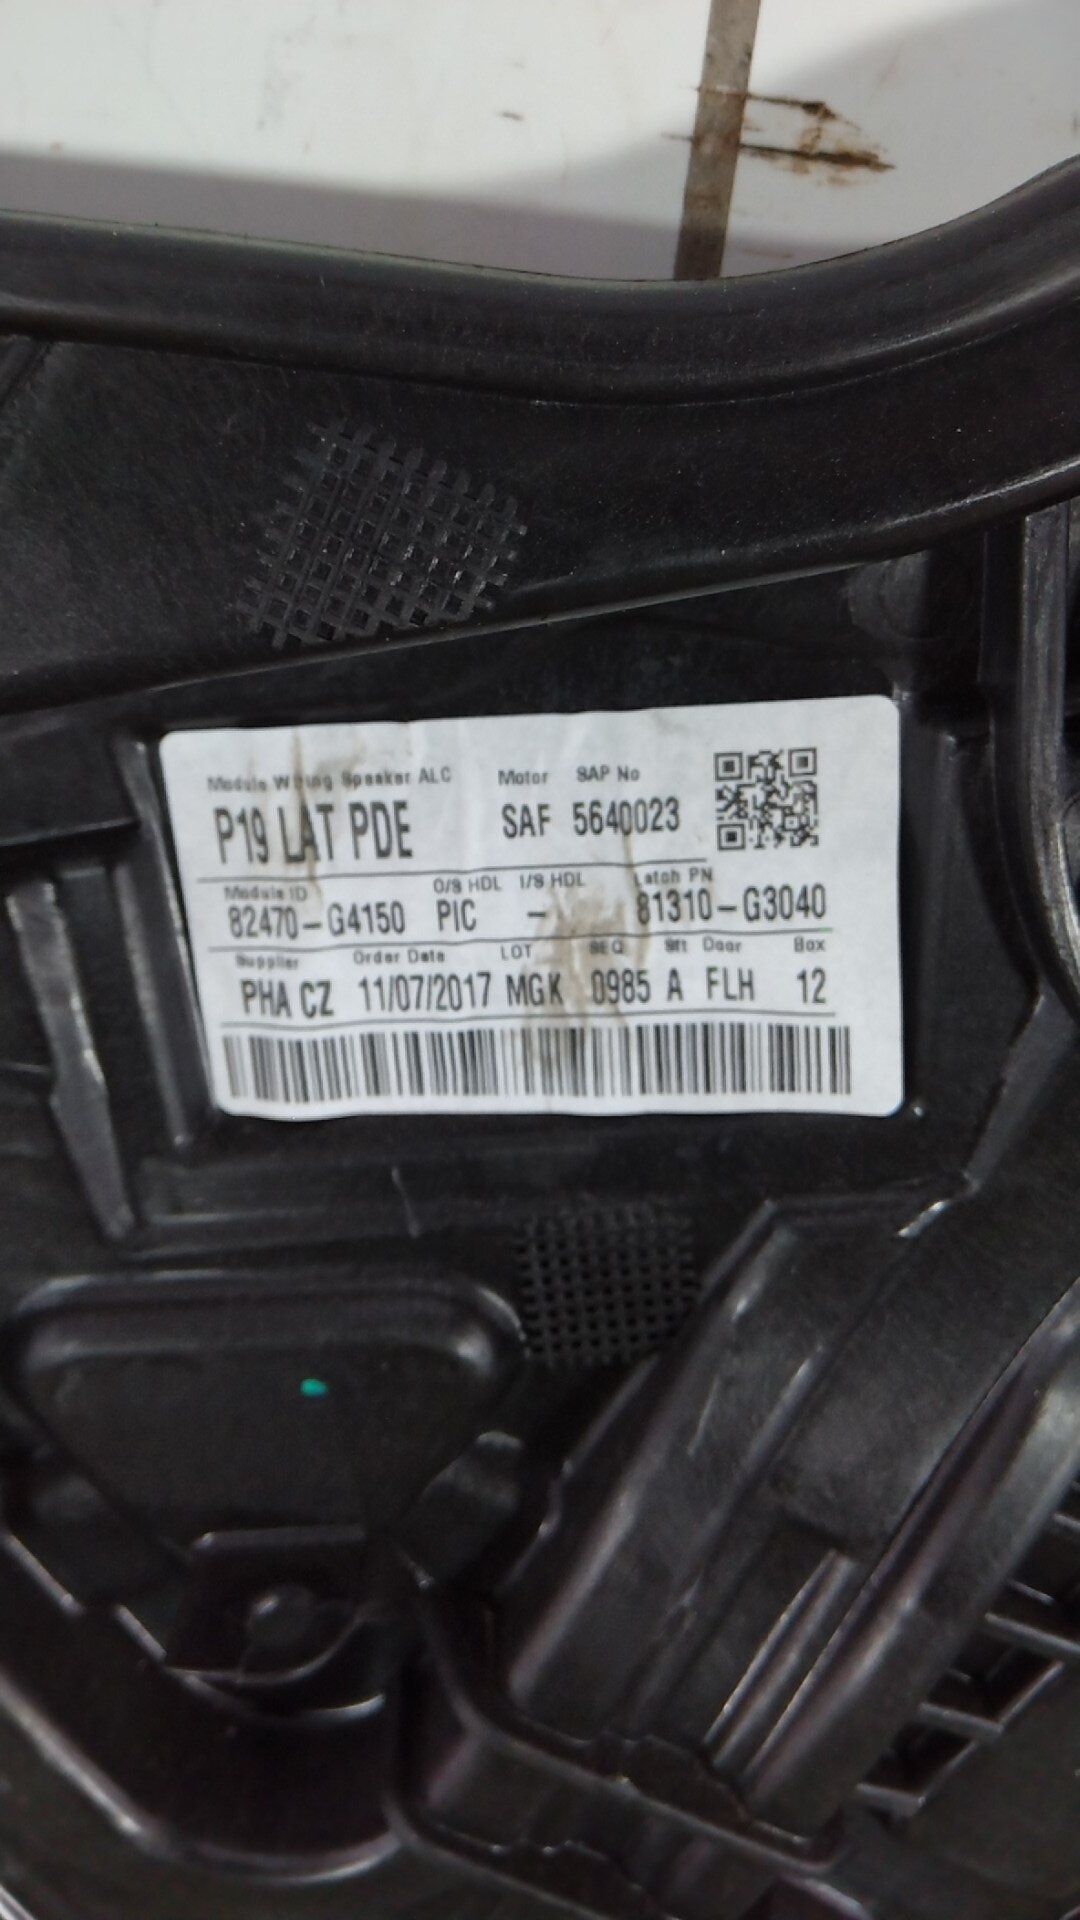 Module Wiring Speaker ALC Motor SAP No
P19 LAT PDE SAF 5640023
Module ID O/S HDL I/S HDL Latch PN
82470-G4150 PIC - 81310-G3040
Supplier Order Date LOT SEQ Sft Door Box
PHA CZ 11/07/2017 MGK 0985 A FLH 12